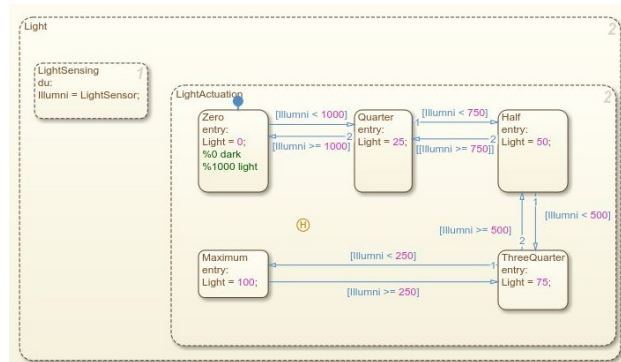 Light
2
LightSensing
1
du:
Illumni = LightSensor;
LightActuation
2
Zero
entry:
Light = 0;
%0 dark
%1000 light
[Illumni < 1000]
2
[Illumni >= 1000]
Quarter
entry:
Light = 25;
[Illumni < 750]
1
2
[[Illumni >= 750]]
Half
entry:
Light = 50;
1
[Illumni < 500]
[Illumni >= 500]
2
H
Maximum
entry:
Light = 100;
[Illumni < 250]
1
[Illumni >= 250]
ThreeQuarter
entry:
Light = 75;